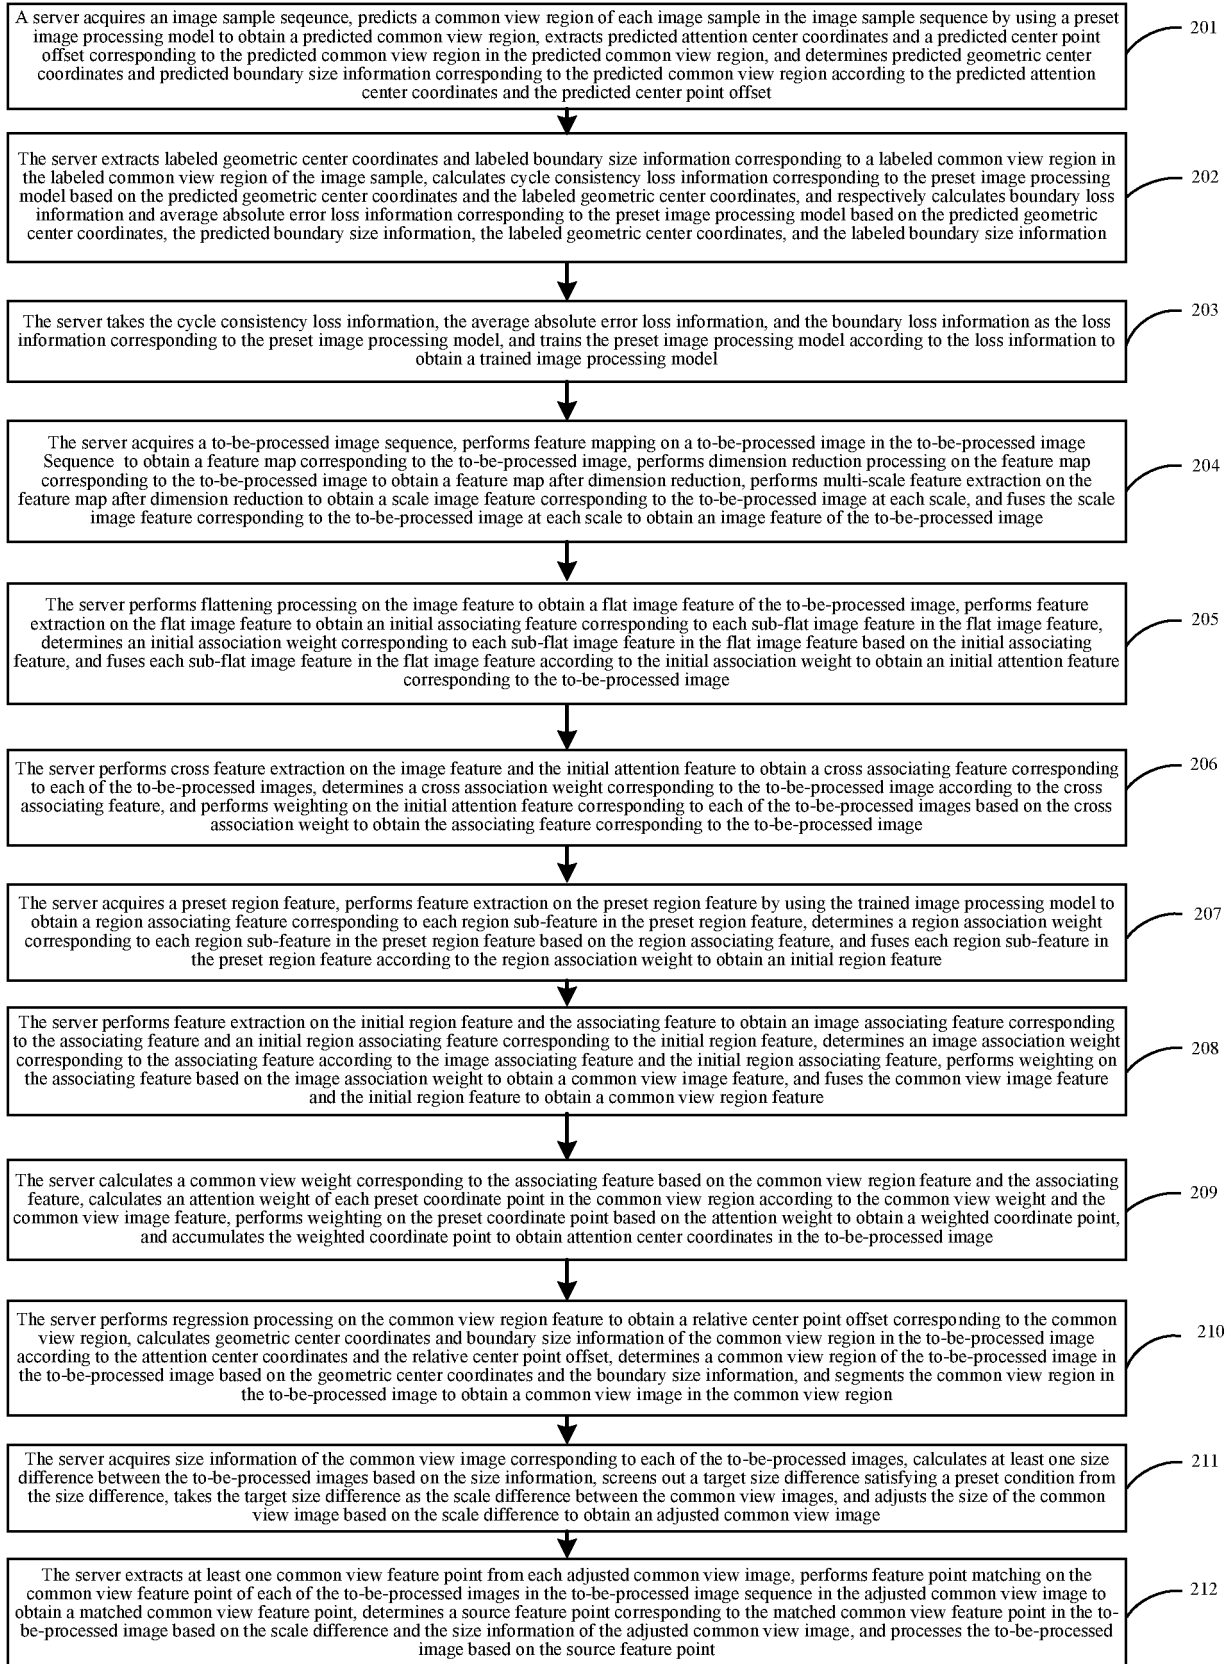 A server acquires an image sample seqeunce, predicts a common view region of each image sample in the image sample sequence by using a preset
image processing model to obtain a predicted common view region, extracts predicted attention center coordinates and a predicted center point
offset corresponding to the predicted common view region in the predicted common view region, and determines predicted geometric center
coordinates and predicted boundary size information corresponding to the predicted common view region according to the predicted attention
center coordinates and the predicted center point offset
201
The server extracts labeled geometric center coordinates and labeled boundary size information corresponding to a labeled common view region in
the labeled common view region of the image sample, calculates cycle consistency loss information corresponding to the preset image processing
model based on the predicted geometric center coordinates and the labeled geometric center coordinates, and respectively calculates boundary loss
information and average absolute error loss information corresponding to the preset image processing model based on the predicted geometric
center coordinates, the predicted boundary size information, the labeled geometric center coordinates, and the labeled boundary size information
202
The server takes the cycle consistency loss information, the average absolute error loss information, and the boundary loss information as the loss
information corresponding to the preset image processing model, and trains the preset image processing model according to the loss information to
obtain a trained image processing model
203
The server acquires a to-be-processed image sequence, performs feature mapping on a to-be-processed image in the to-be-processed image
Sequence to obtain a feature map corresponding to the to-be-processed image, performs dimension reduction processing on the feature map
corresponding to the to-be-processed image to obtain a feature map after dimension reduction, performs multi-scale feature extraction on the
feature map after dimension reduction to obtain a scale image feature corresponding to the to-be-processed image at each scale, and fuses the scale
image feature corresponding to the to-be-processed image at each scale to obtain an image feature of the to-be-processed image
204
The server performs flattening processing on the image feature to obtain a flat image feature of the to-be-processed image, performs feature
extraction on the flat image feature to obtain an initial associating feature corresponding to each sub-flat image feature in the flat image feature,
determines an initial association weight corresponding to each sub-flat image feature in the flat image feature based on the initial associating
feature, and fuses each sub-flat image feature in the flat image feature according to the initial association weight to obtain an initial attention feature
corresponding to the to-be-processed image
205
The server performs cross feature extraction on the image feature and the initial attention feature to obtain a cross associating feature corresponding
to each of the to-be-processed images, determines a cross association weight corresponding to the to-be-processed image according to the cross
associating feature, and performs weighting on the initial attention feature corresponding to each of the to-be-processed images based on the cross
association weight to obtain the associating feature corresponding to the to-be-processed image
206
The server acquires a preset region feature, performs feature extraction on the preset region feature by using the trained image processing model to
obtain a region associating feature corresponding to each region sub-feature in the preset region feature, determines a region association weight
corresponding to each region sub-feature in the preset region feature based on the region associating feature, and fuses each region sub-feature in
the preset region feature according to the region association weight to obtain an initial region feature
207
The server performs feature extraction on the initial region feature and the associating feature to obtain an image associating feature corresponding
to the associating feature and an initial region associating feature corresponding to the initial region feature, determines an image association weight
corresponding to the associating feature according to the image associating feature and the initial region associating feature, performs weighting on
the associating feature based on the image association weight to obtain a common view image feature, and fuses the common view image feature
and the initial region feature to obtain a common view region feature
208
The server calculates a common view weight corresponding to the associating feature based on the common view region feature and the associating
feature, calculates an attention weight of each preset coordinate point in the common view region according to the common view weight and the
common view image feature, performs weighting on the preset coordinate point based on the attention weight to obtain a weighted coordinate point,
and accumulates the weighted coordinate point to obtain attention center coordinates in the to-be-processed image
209
The server performs regression processing on the common view region feature to obtain a relative center point offset corresponding to the common
view region, calculates geometric center coordinates and boundary size information of the common view region in the to-be-processed image
according to the attention center coordinates and the relative center point offset, determines a common view region of the to-be-processed image in
the to-be-processed image based on the geometric center coordinates and the boundary size information, and segments the common view region in
the to-be-processed image to obtain a common view image in the common view region
210
The server acquires size information of the common view image corresponding to each of the to-be-processed images, calculates at least one size
difference between the to-be-processed images based on the size information, screens out a target size difference satisfying a preset condition from
the size difference, takes the target size difference as the scale difference between the common view images, and adjusts the size of the common
view image based on the scale difference to obtain an adjusted common view image
211
The server extracts at least one common view feature point from each adjusted common view image, performs feature point matching on the
common view feature point of each of the to-be-processed images in the to-be-processed image sequence in the adjusted common view image to
obtain a matched common view feature point, determines a source feature point corresponding to the matched common view feature point in the to-
be-processed image based on the scale difference and the size information of the adjusted common view image, and processes the to-be-processed
image based on the source feature point
212